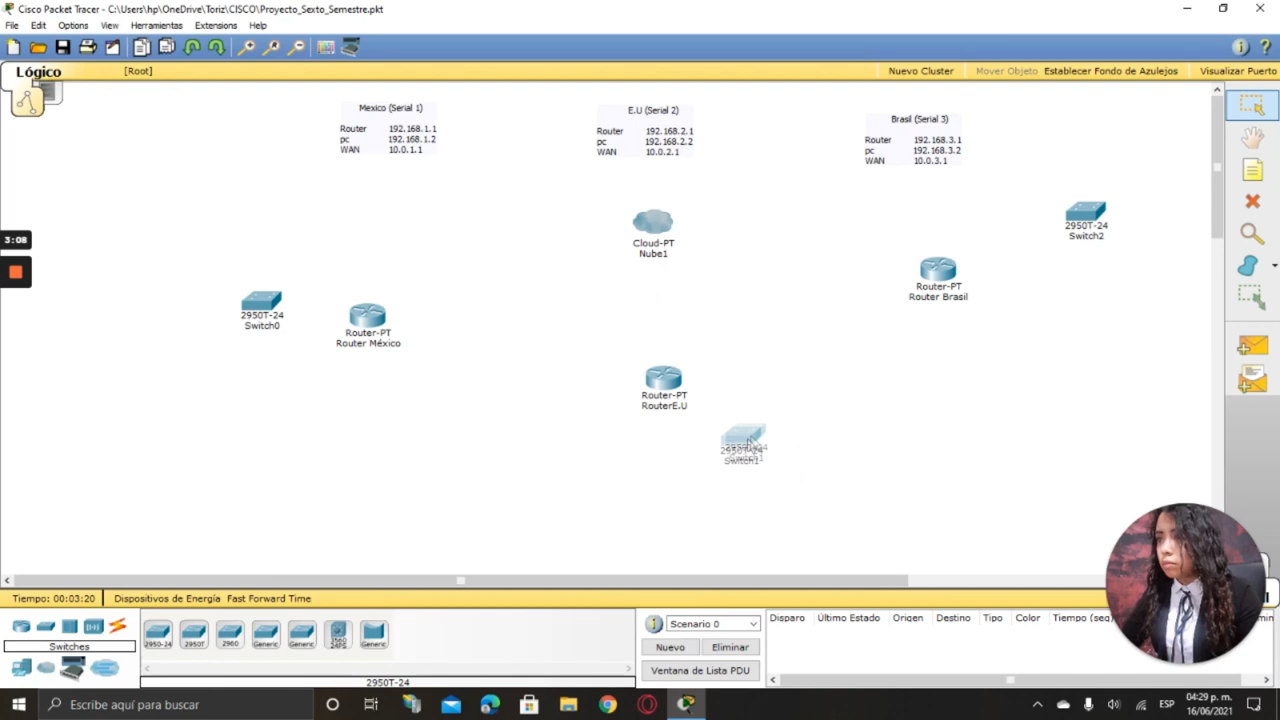 Cisco Packet Tracer - C:\Users\hp\OneDrive\Toriz\CISCO\Proyecto_Sexto_Semestre.pkt
File Edit Options View Herramientas Extensions Help
Lógico [Root] Nuevo Cluster Mover Objeto Establecer Fondo de Azulejos Visualizar Puerto
Mexico (Serial 1)
Router 192.168.1.1
pc 192.168.1.2
WAN 10.0.1.1
E.U (Serial 2)
Router 192.168.2.1
pc 192.168.2.2
WAN 10.0.2.1
Brasil (Serial 3)
Router 192.168.3.1
pc 192.168.3.2
WAN 10.0.3.1
3:08
Cloud-PT
Nube1
2950T-24
Switch2
Router-PT
Router Brasil
2950T-24
Switch0
Router-PT
Router México
Router-PT
RouterE.U
2950T-24
Switch1
Tiempo: 00:03:20 Dispositivos de Energía Fast Forward Time
Switches
2950-24 2950T 2960 Generic Generic 3560 24PS Generic
2950T-24
Scenario 0
Nuevo Eliminar
Ventana de Lista PDU
Disparo Último Estado Origen Destino Tipo Color Tiempo (seg)
Escribe aquí para buscar
ESP
04:29 p. m.
16/06/2021